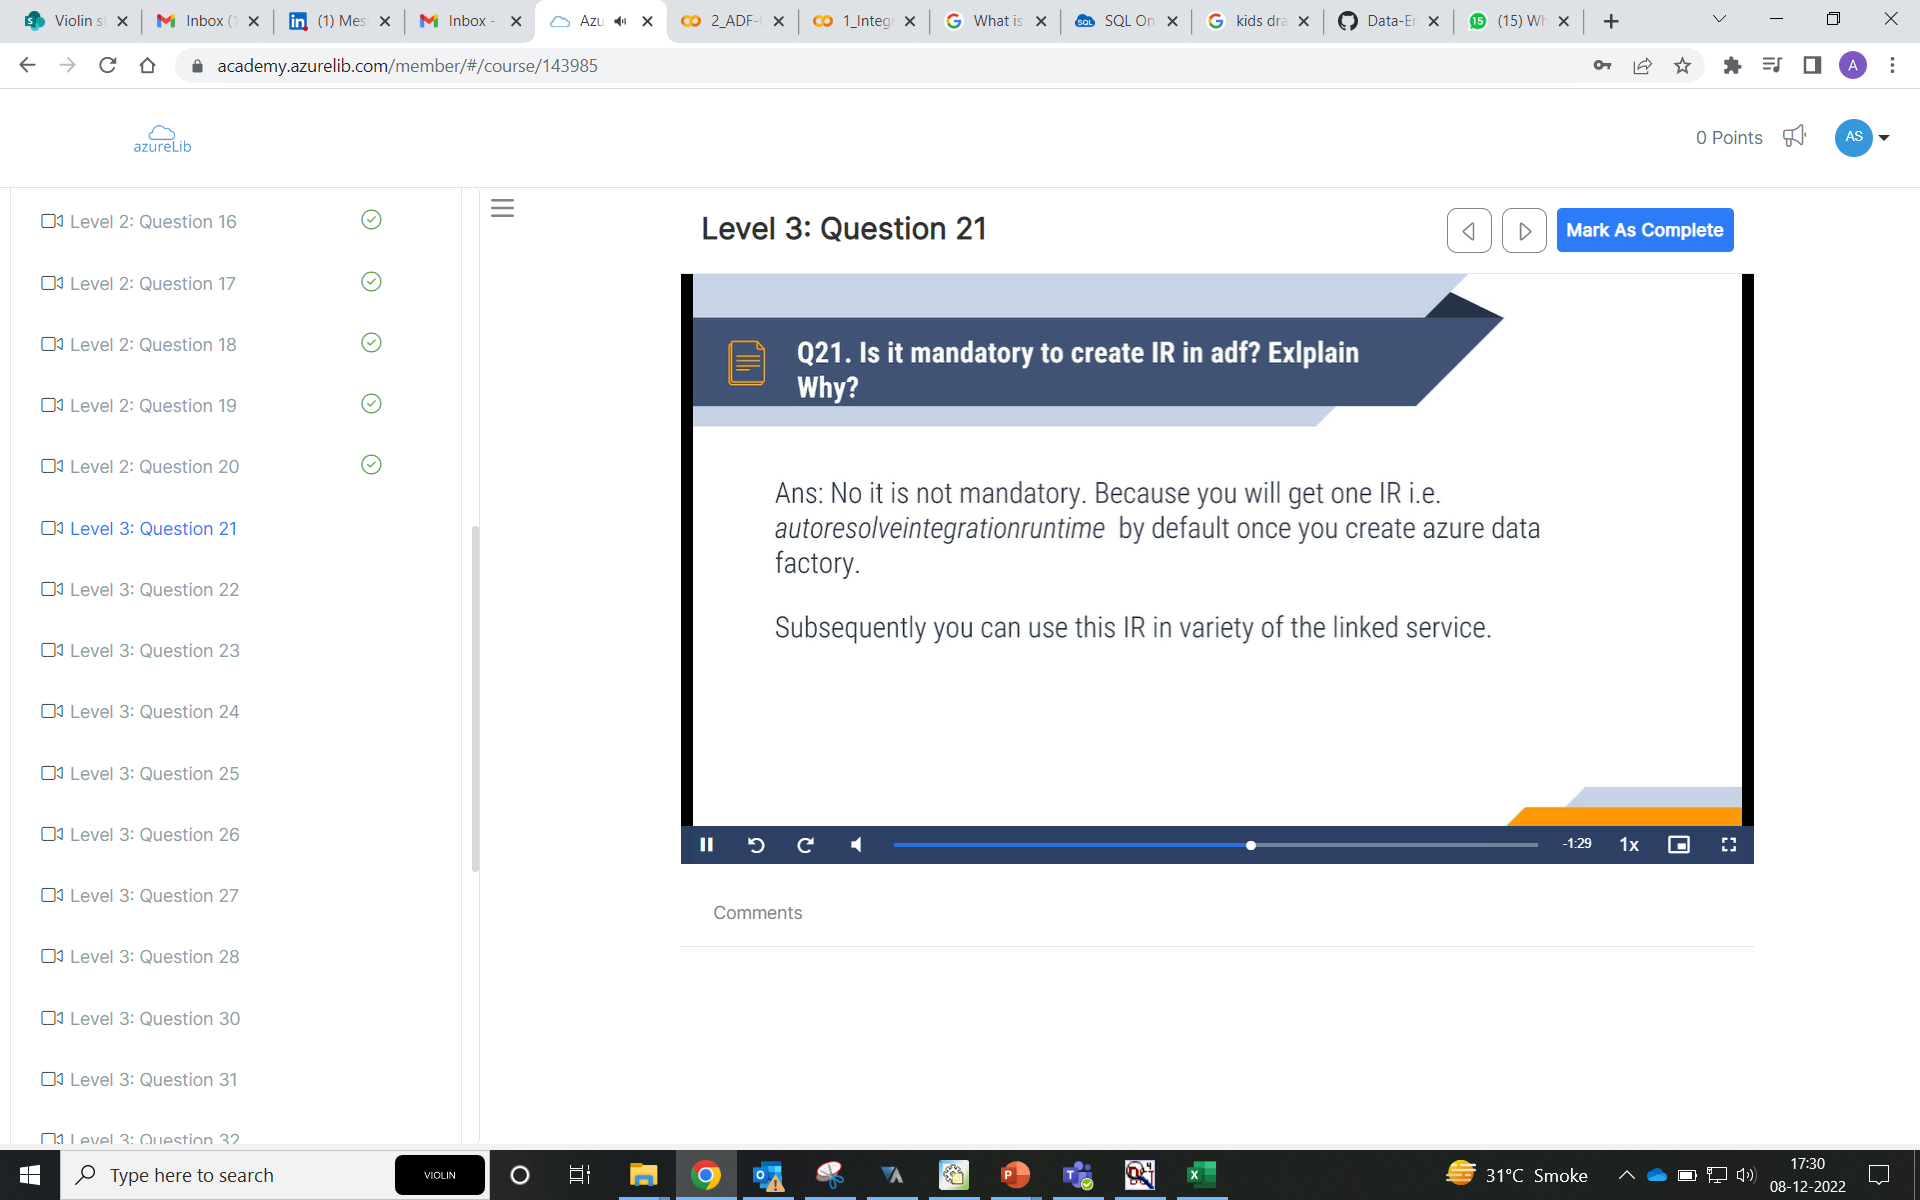 Violin s
Inbox (1
(1) Mes
Inbox -
Azu
2_ADF-
1_Integ
What is
SQL On
kids dra
Data-En
(15) Wh
academy.azurelib.com/member/#/course/143985
A
azureLib
0 Points
AS
Level 2: Question 16
Level 2: Question 17
Level 2: Question 18
Level 2: Question 19
Level 2: Question 20
Level 3: Question 21
Level 3: Question 22
Level 3: Question 23
Level 3: Question 24
Level 3: Question 25
Level 3: Question 26
Level 3: Question 27
Level 3: Question 28
Level 3: Question 30
Level 3: Question 31
Level 3: Question 32
Level 3: Question 21
Mark As Complete
Q21. Is it mandatory to create IR in adf? Exlplain
Why?
Ans: No it is not mandatory. Because you will get one IR i.e.
autoresolveintegrationruntime by default once you create azure data
factory.
Subsequently you can use this IR in variety of the linked service.
-1:29
1x
Comments
Type here to search
VIOLIN
31°C Smoke
17:30
08-12-2022